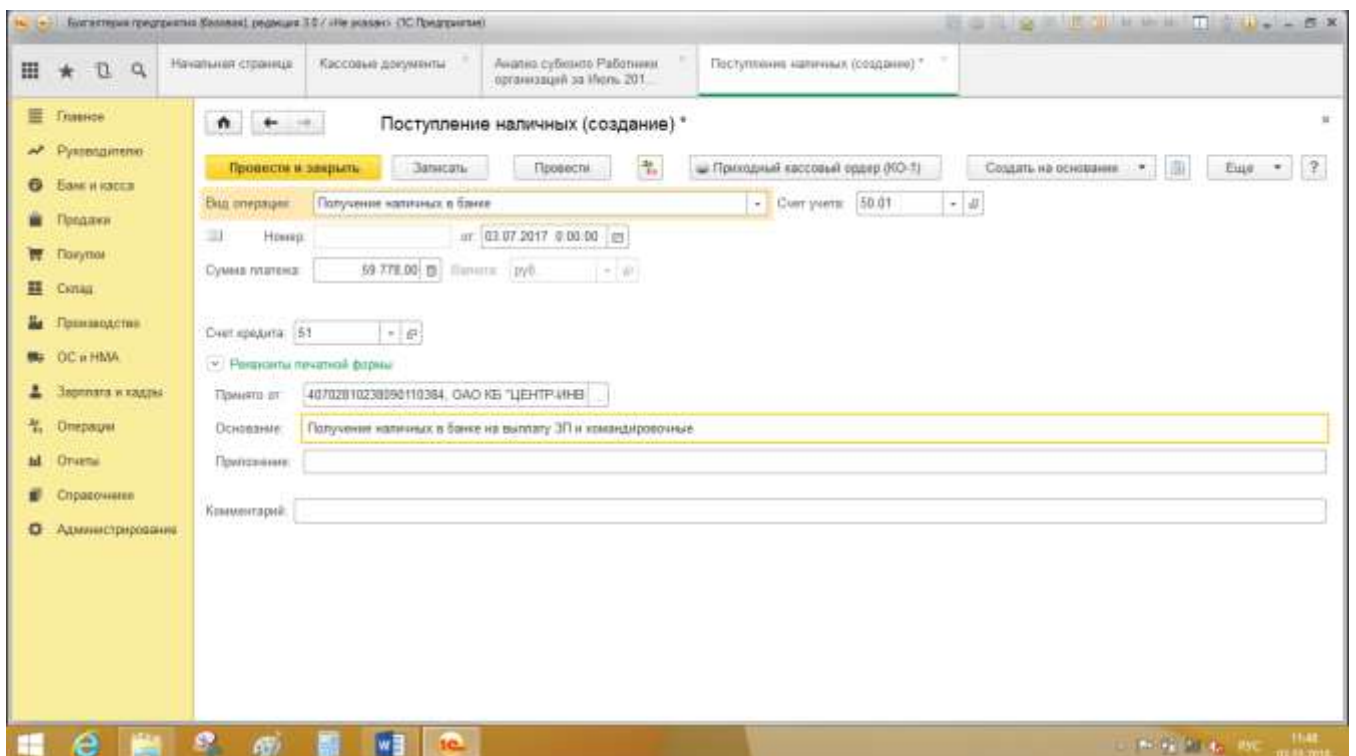 Бухгалтерия предприятия (базовая), редакция 3.0 / <Не указан> (1С:Предприятие)
Начальная страница
Кассовые документы
Анализ субконто Работники
организаций за Июль 201...
Поступление наличных (создание) *
Главное
Руководителю
Банк и касса
Продажи
Покупки
Склад
Производство
ОС и НМА
Зарплата и кадры
Операции
Отчеты
Справочники
Администрирование
Поступление наличных (создание) *
Провести и закрыть Записать Провести Приходный кассовый ордер (КО-1) Создать на основании Еще ?
Вид операции: Получение наличных в банке Счет учета: 50.01
Номер: от: 03.07.2017 0:00:00
Сумма платежа: 59 778,00 Валюта: руб.
Счет кредита: 51
Реквизиты печатной формы
Принято от: 40702810238090110384, ОАО КБ "ЦЕНТР-ИНВ ...
Основание: Получение наличных в банке на выплату ЗП и командировочные
Приложение:
Комментарий:
РУС 11:48